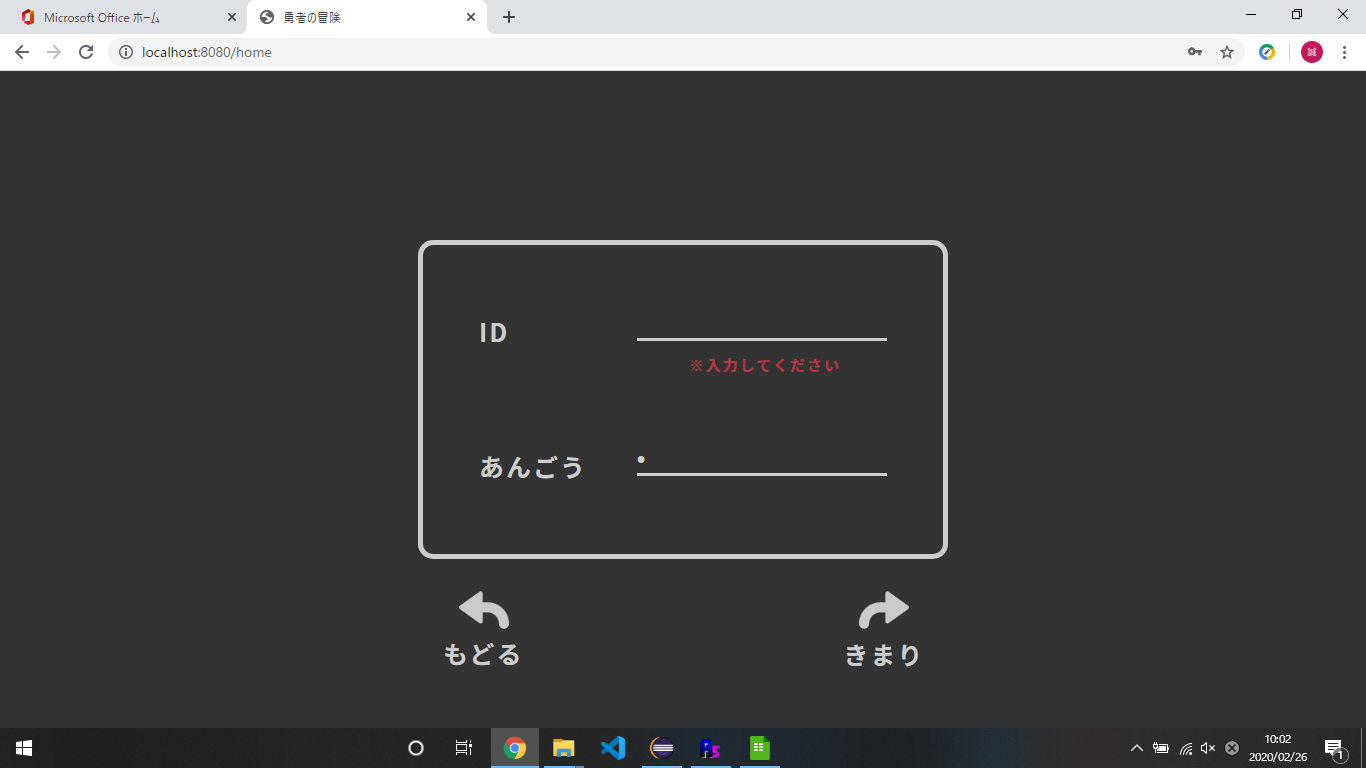 Microsoft Office ホーム
勇者の冒険
localhost:8080/home
誠
ID
※入力してください
あんごう
もどる
きまり
10:02
2020/02/26
1